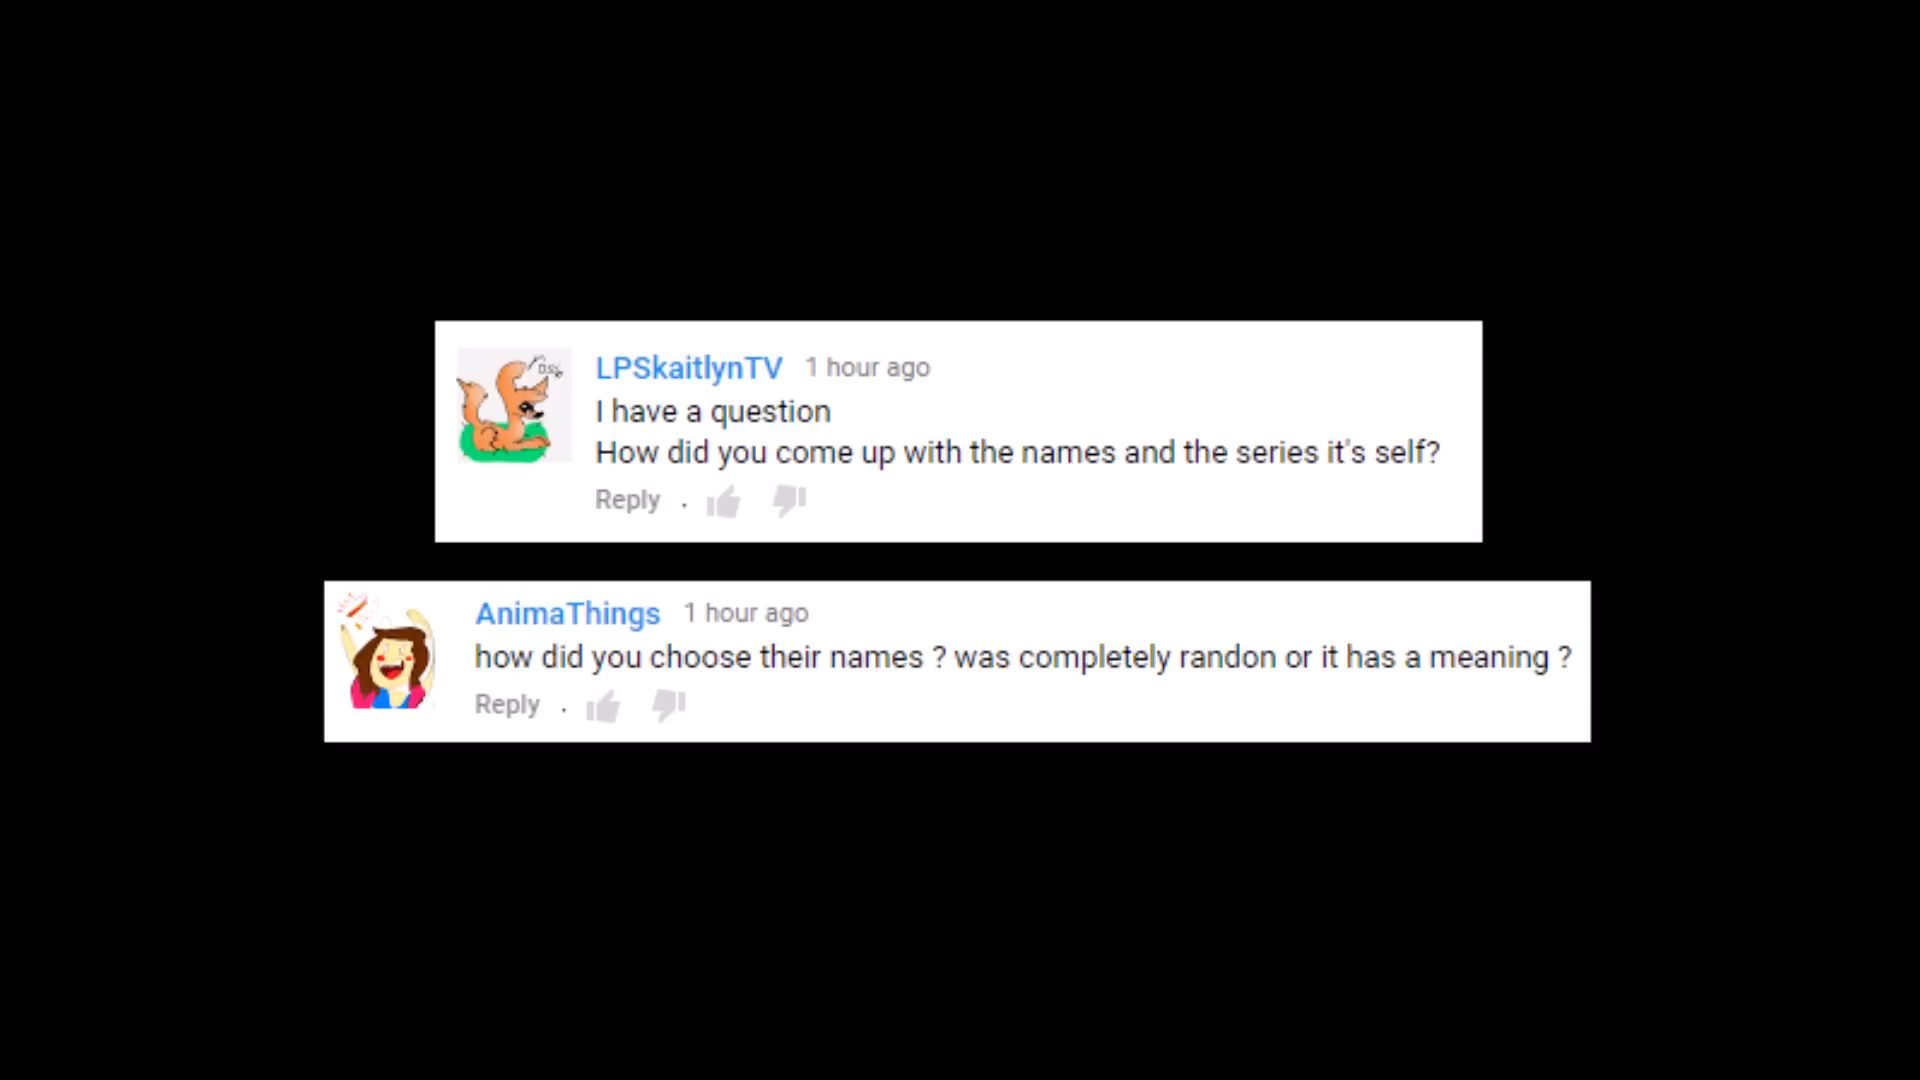 LPSkaitlynTV 1 hour ago
I have a question
How did you come up with the names and the series it's self?
Reply .
AnimaThings 1 hour ago
how did you choose their names ? was completely randon or it has a meaning ?
Reply .